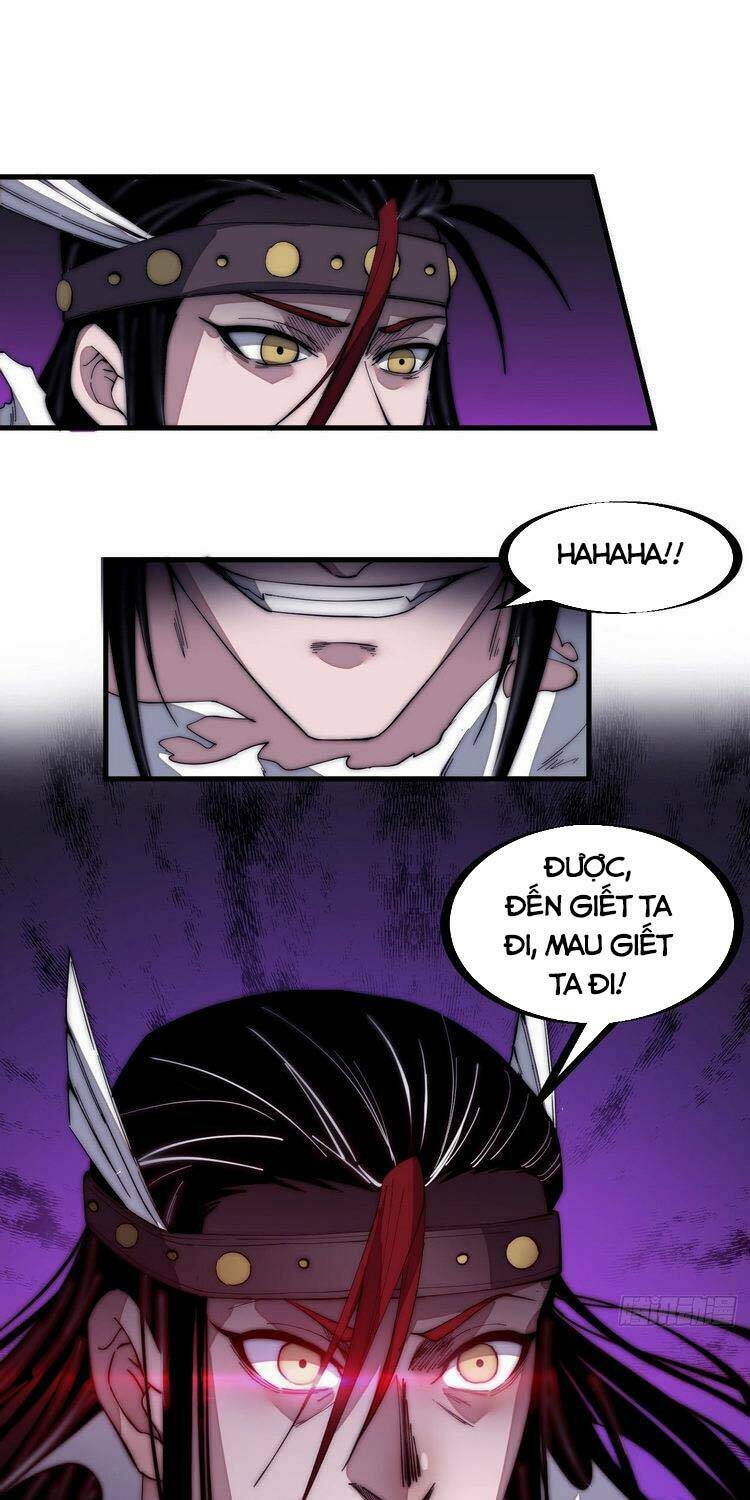 HAHAHA!!
ĐƯỢC,
ĐẾN GIẾT TA
ĐI, MAU GIẾT
TA ĐI!